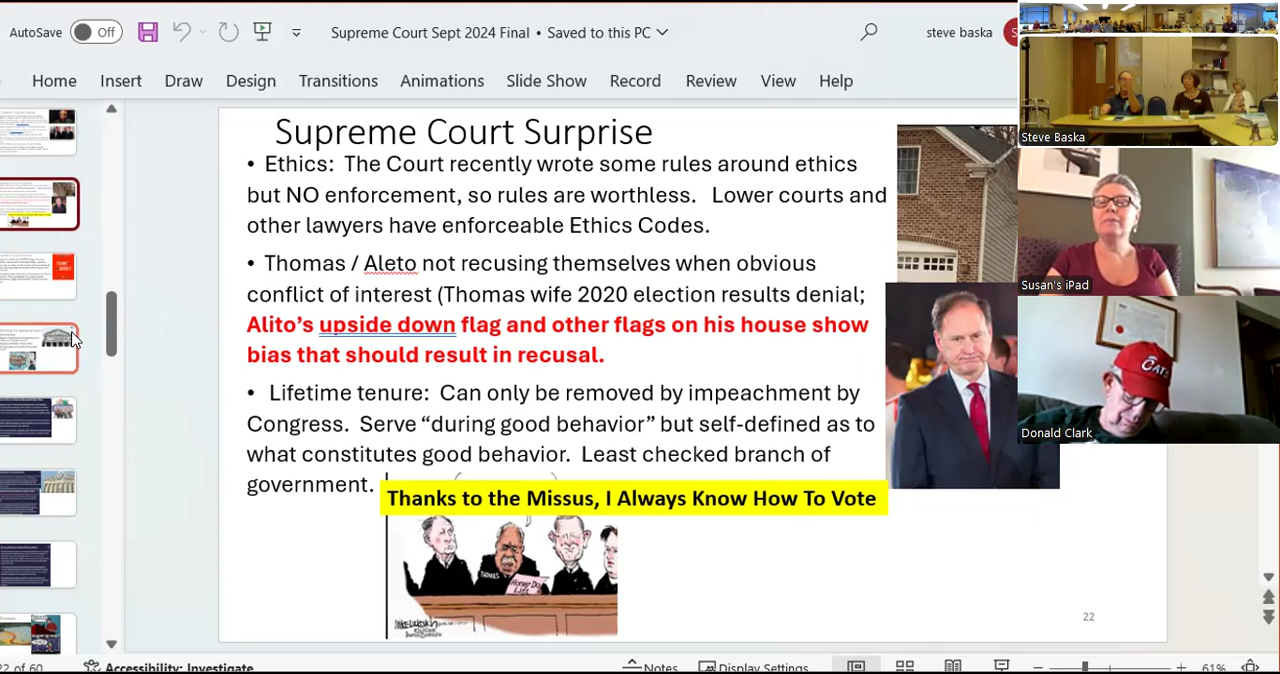 AutoSave Off Supreme Court Sept 2024 Final • Saved to this PC steve baska
Home Insert Draw Design Transitions Animations Slide Show Record Review View Help
Supreme Court Surprise
• Ethics: The Court recently wrote some rules around ethics
but NO enforcement, so rules are worthless. Lower courts and
other lawyers have enforceable Ethics Codes.
• Thomas / Aleto not recusing themselves when obvious
conflict of interest (Thomas wife 2020 election results denial;
Alito’s upside down flag and other flags on his house show
bias that should result in recusal.
• Lifetime tenure: Can only be removed by impeachment by
Congress. Serve “during good behavior” but self-defined as to
what constitutes good behavior. Least checked branch of
government.
Thanks to the Missus, I Always Know How To Vote
THOMAS
22
Steve Baska
Susan's iPad
CATS
Donald Clark
22 of 60 Accessibility: Investigate Notes Display Settings 61%